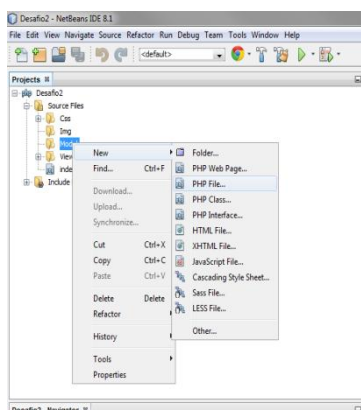 Desafio2 - NetBeans IDE 8.1
File Edit View Navigate Source Refactor Run Debug Team Tools Window Help
<default>
Projects
Desafio2
Source Files
Css
Img
Include
New
Find... Ctrl+F
Download...
Upload...
Synchronize...
Cut Ctrl+X
Copy Ctrl+C
Paste Ctrl+V
Delete Delete
Refactor
History
Tools
Properties
Folder...
PHP Web Page...
PHP File...
PHP Class...
PHP Interface...
HTML File...
XHTML File...
JavaScript File...
Cascading Style Sheet...
Sass File...
LESS File...
Other...
Desafio2 - Navigator